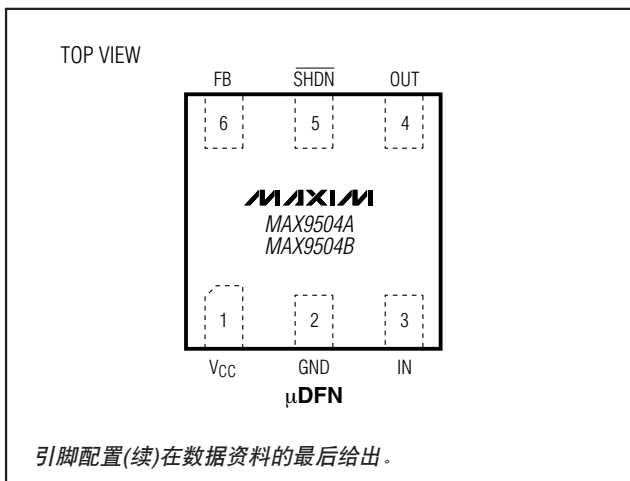 TOP VIEW
FB SHDN OUT
6 5 4
MAXIM
MAX9504A
MAX9504B
1 2 3
VCC GND IN
μDFN
引脚配置(续)在数据资料的最后给出。